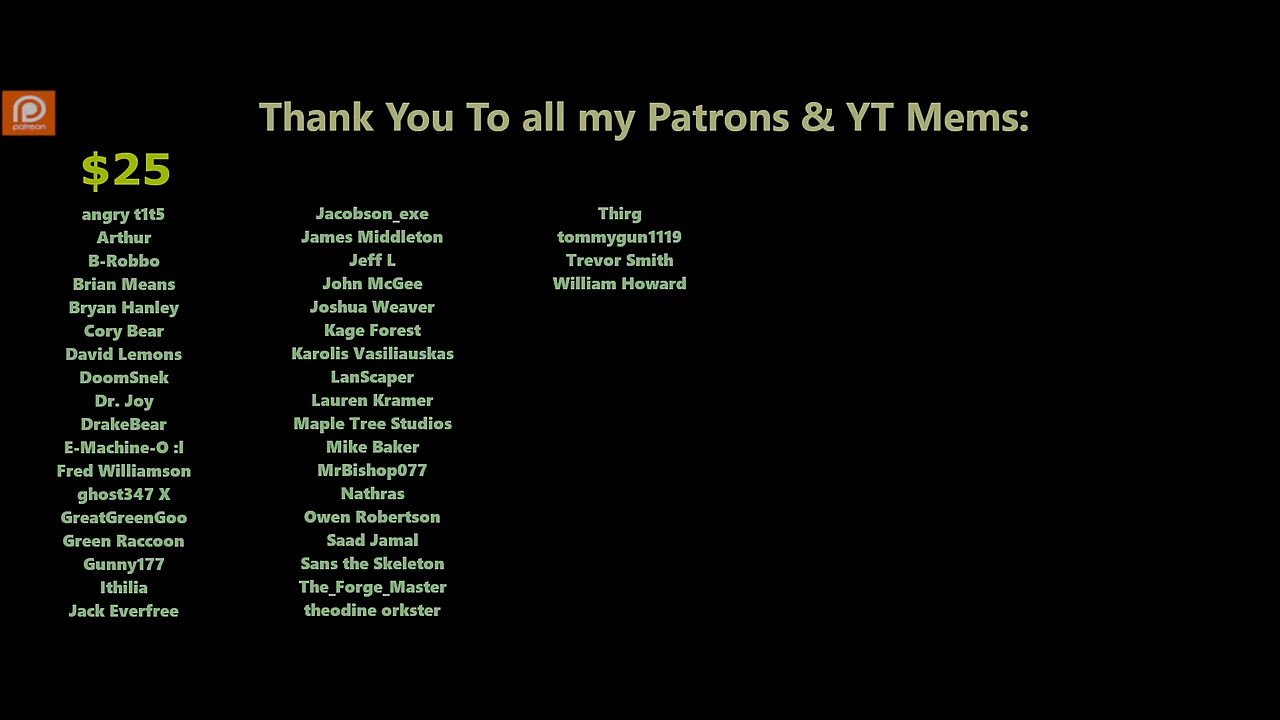 patreon
Thank You To all my Patrons & YT Mems:
$25
angry t1t5
Arthur
B-Robbo
Brian Means
Bryan Hanley
Cory Bear
David Lemons
DoomSnek
Dr. Joy
DrakeBear
E-Machine-O :l
Fred Williamson
ghost347 X
GreatGreenGoo
Green Raccoon
Gunny177
Ithilia
Jack Everfree
Jacobson_exe
James Middleton
Jeff L
John McGee
Joshua Weaver
Kage Forest
Karolis Vasiliauskas
LanScaper
Lauren Kramer
Maple Tree Studios
Mike Baker
MrBishop077
Nathras
Owen Robertson
Saad Jamal
Sans the Skeleton
The_Forge_Master
theodine orkster
Thirg
tommygun1119
Trevor Smith
William Howard